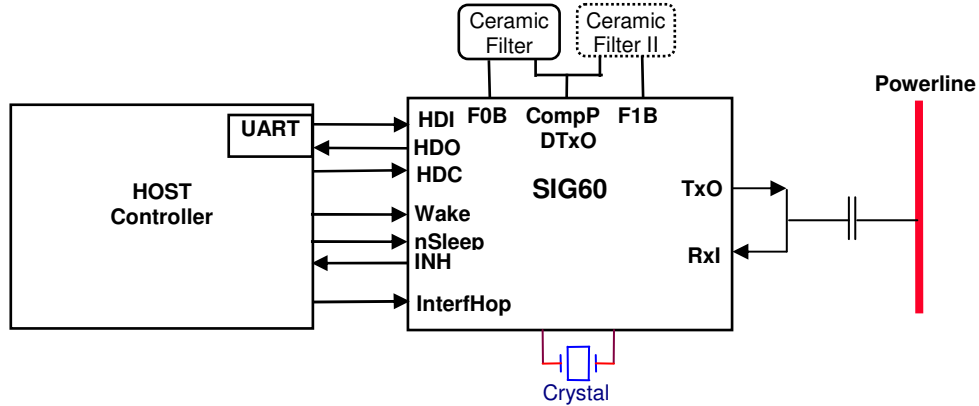 Ceramic
Filter
Ceramic
Filter II
Powerline
UART
HOST
Controller
HDI
F0B
CompP
F1B
DTxO
HDO
HDC
SIG60
TxO
Wake
nSleep
INH
RxI
InterfHop
Crystal